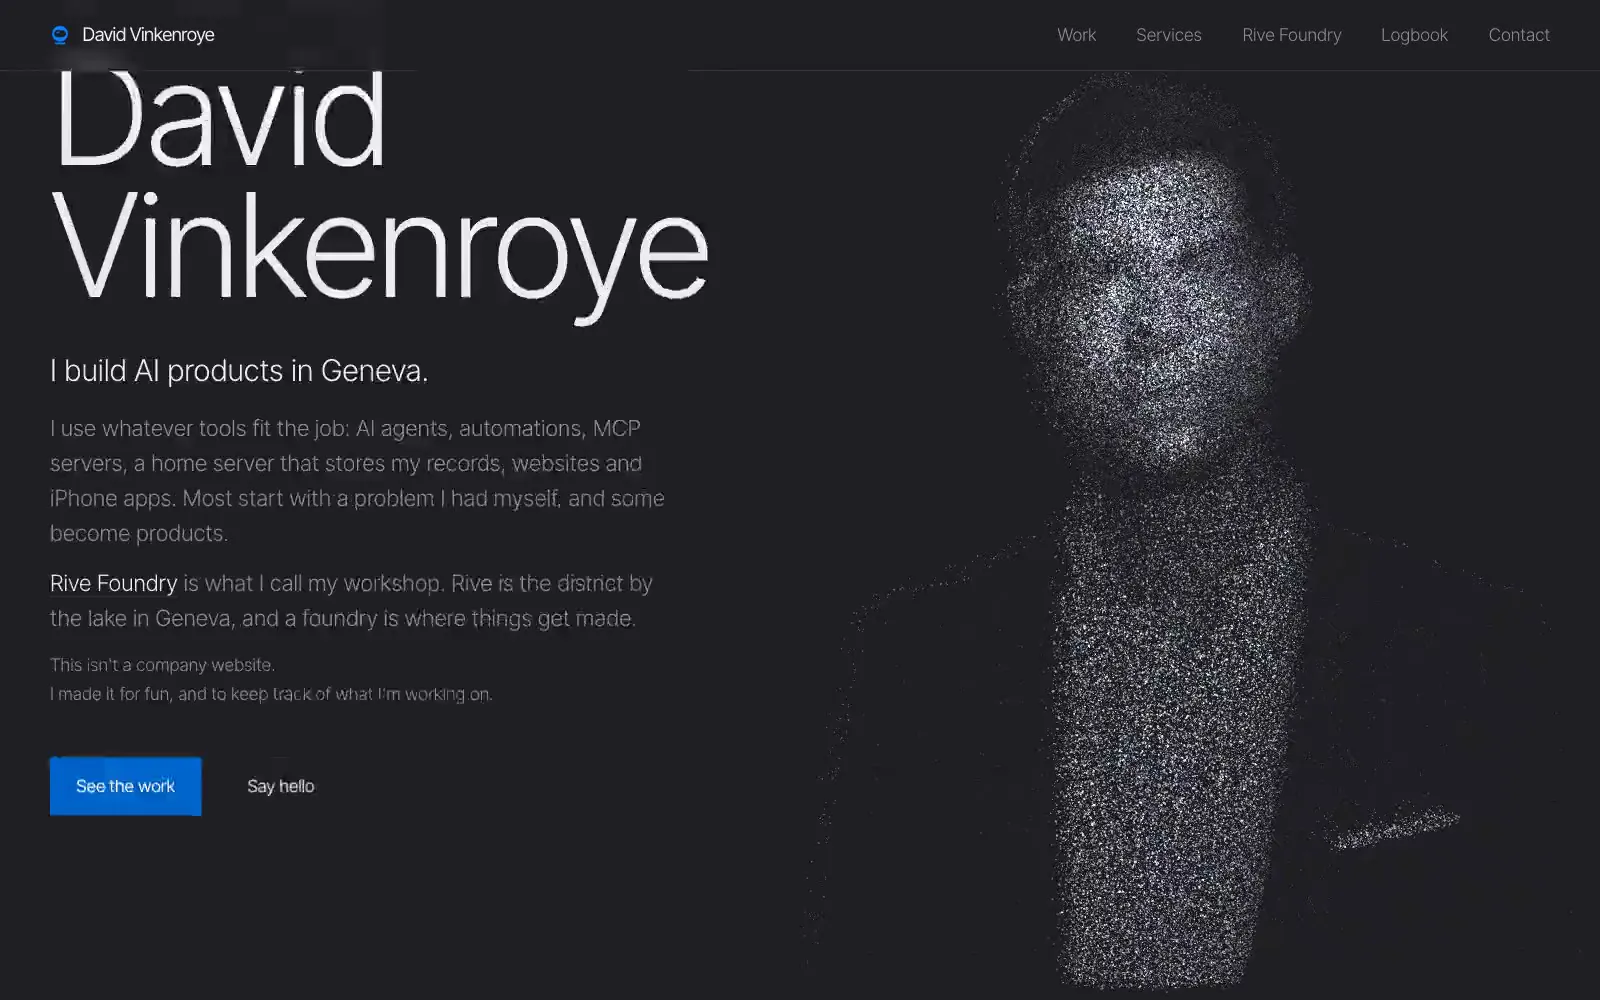 David Vinkenroye
Work
Services
Rive Foundry
Logbook
Contact
David
Vinkenroye
I build AI products in Geneva.
I use whatever tools fit the job: AI agents, automations, MCP
servers, a home server that stores my records, websites and
iPhone apps. Most start with a problem I had myself, and some
become products.
Rive Foundry is what I call my workshop. Rive is the district by
the lake in Geneva, and a foundry is where things get made.
This isn't a company website.
I made it for fun, and to keep track of what I'm working on.
See the work
Say hello